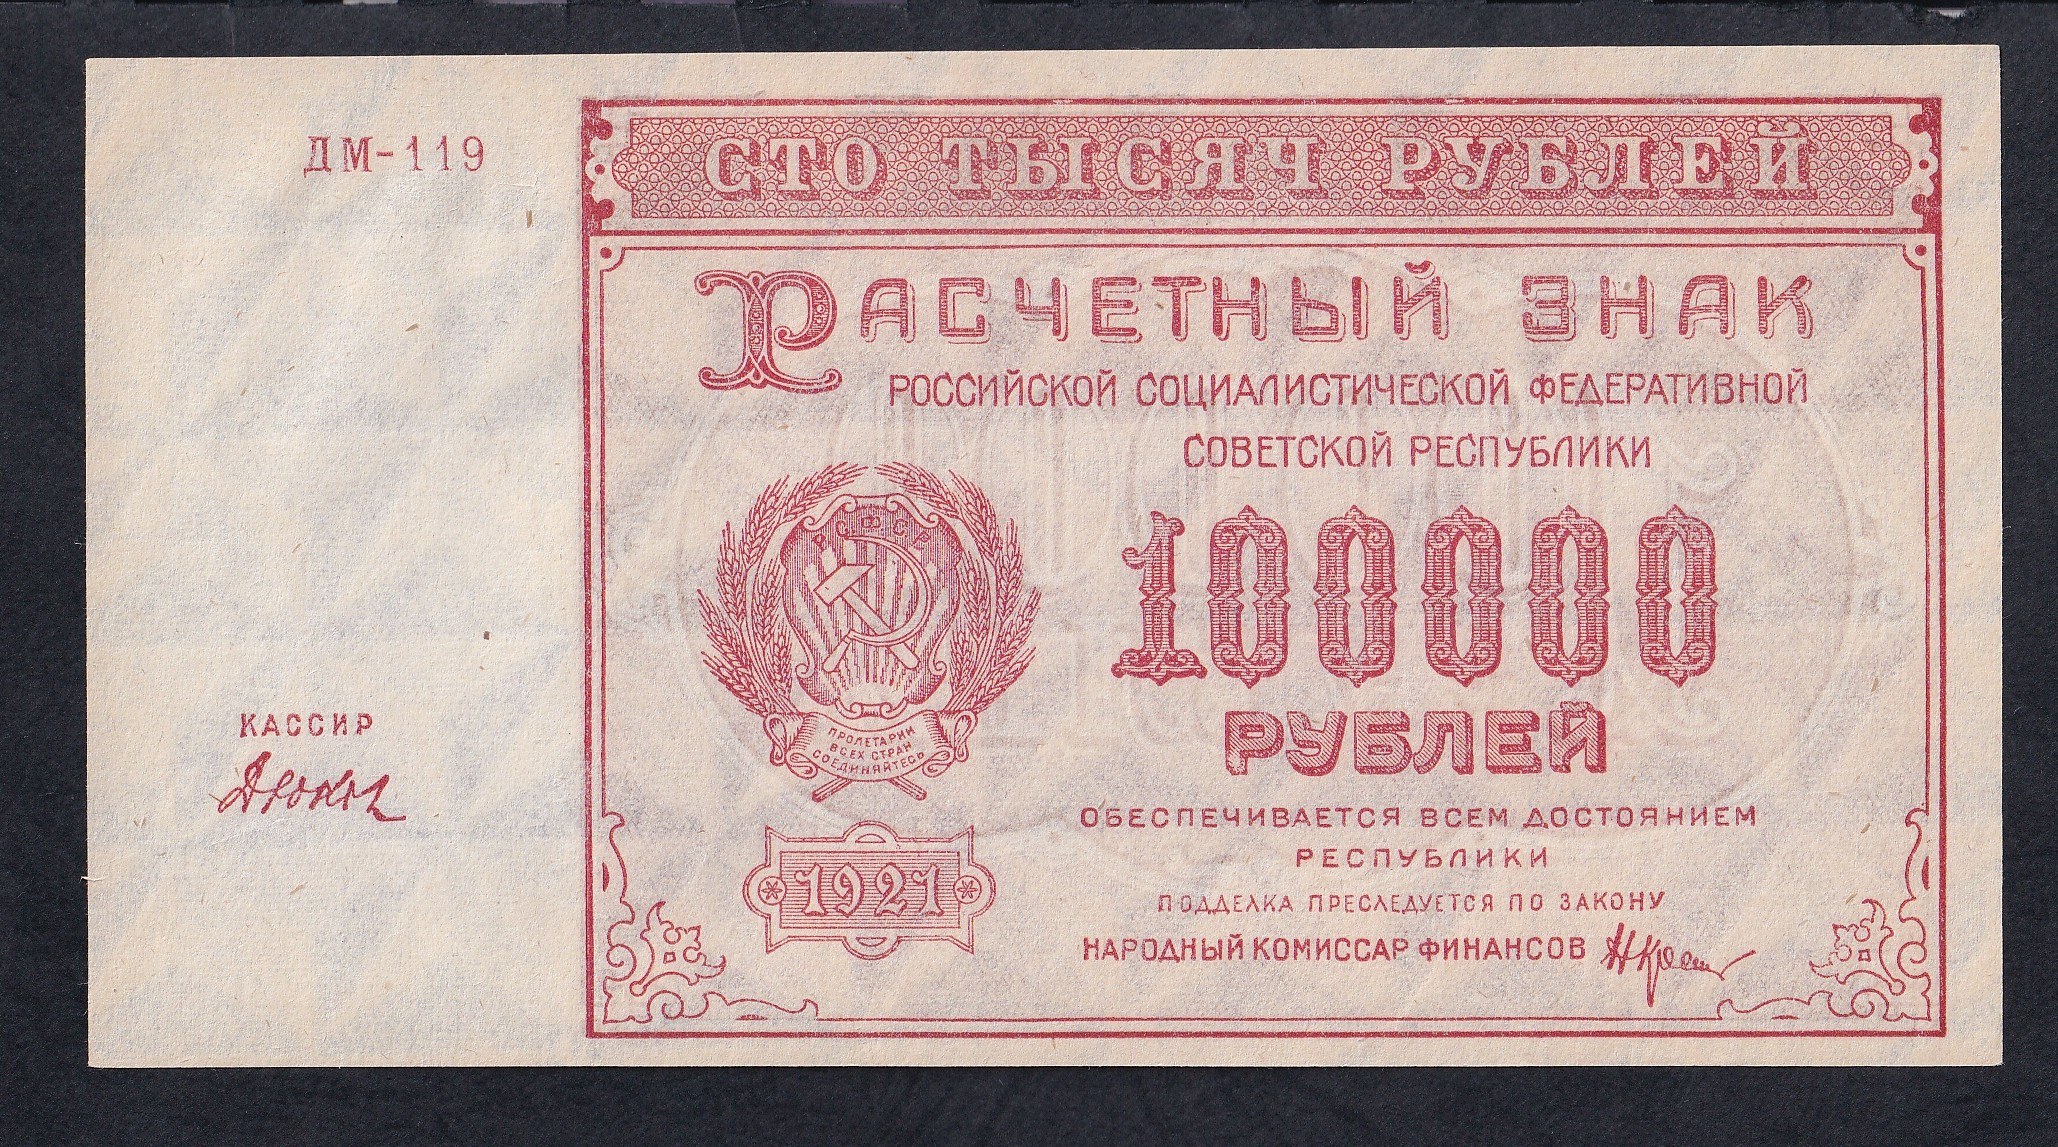 ДМ-119
СТО ТЫСЯЧ РУБЛЕЙ
РАСЧЕТНЫЙ ЗНАК
РОССИЙСКОЙ СОЦИАЛИСТИЧЕСКОЙ ФЕДЕРАТИВНОЙ
СОВЕТСКОЙ РЕСПУБЛИКИ
РСФСР
100000
РУБЛЕЙ
ПРОЛЕТАРИИ
ВСЕХ СТРАН
СОЕДИНЯЙТЕСЬ
КАССИР
1921
ОБЕСПЕЧИВАЕТСЯ ВСЕМ ДОСТОЯНИЕМ
РЕСПУБЛИКИ
ПОДДЕЛКА ПРЕСЛЕДУЕТСЯ ПО ЗАКОНУ
НАРОДНЫЙ КОМИССАР ФИНАНСОВ